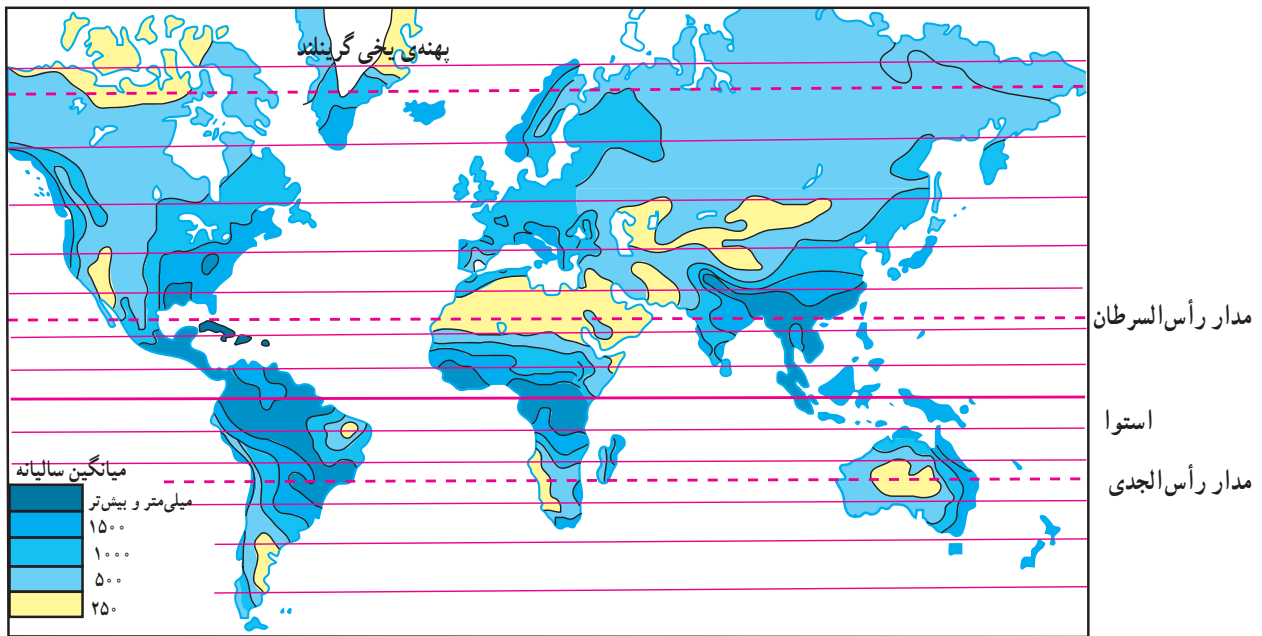 پهنه‌ی یخی گرینلند
مدار رأس‌السرطان
استوا
مدار رأس‌الجدی
میانگین سالیانه
میلی‌متر و بیش‌تر
۱۵۰۰
۱۰۰۰
۵۰۰
۲۵۰